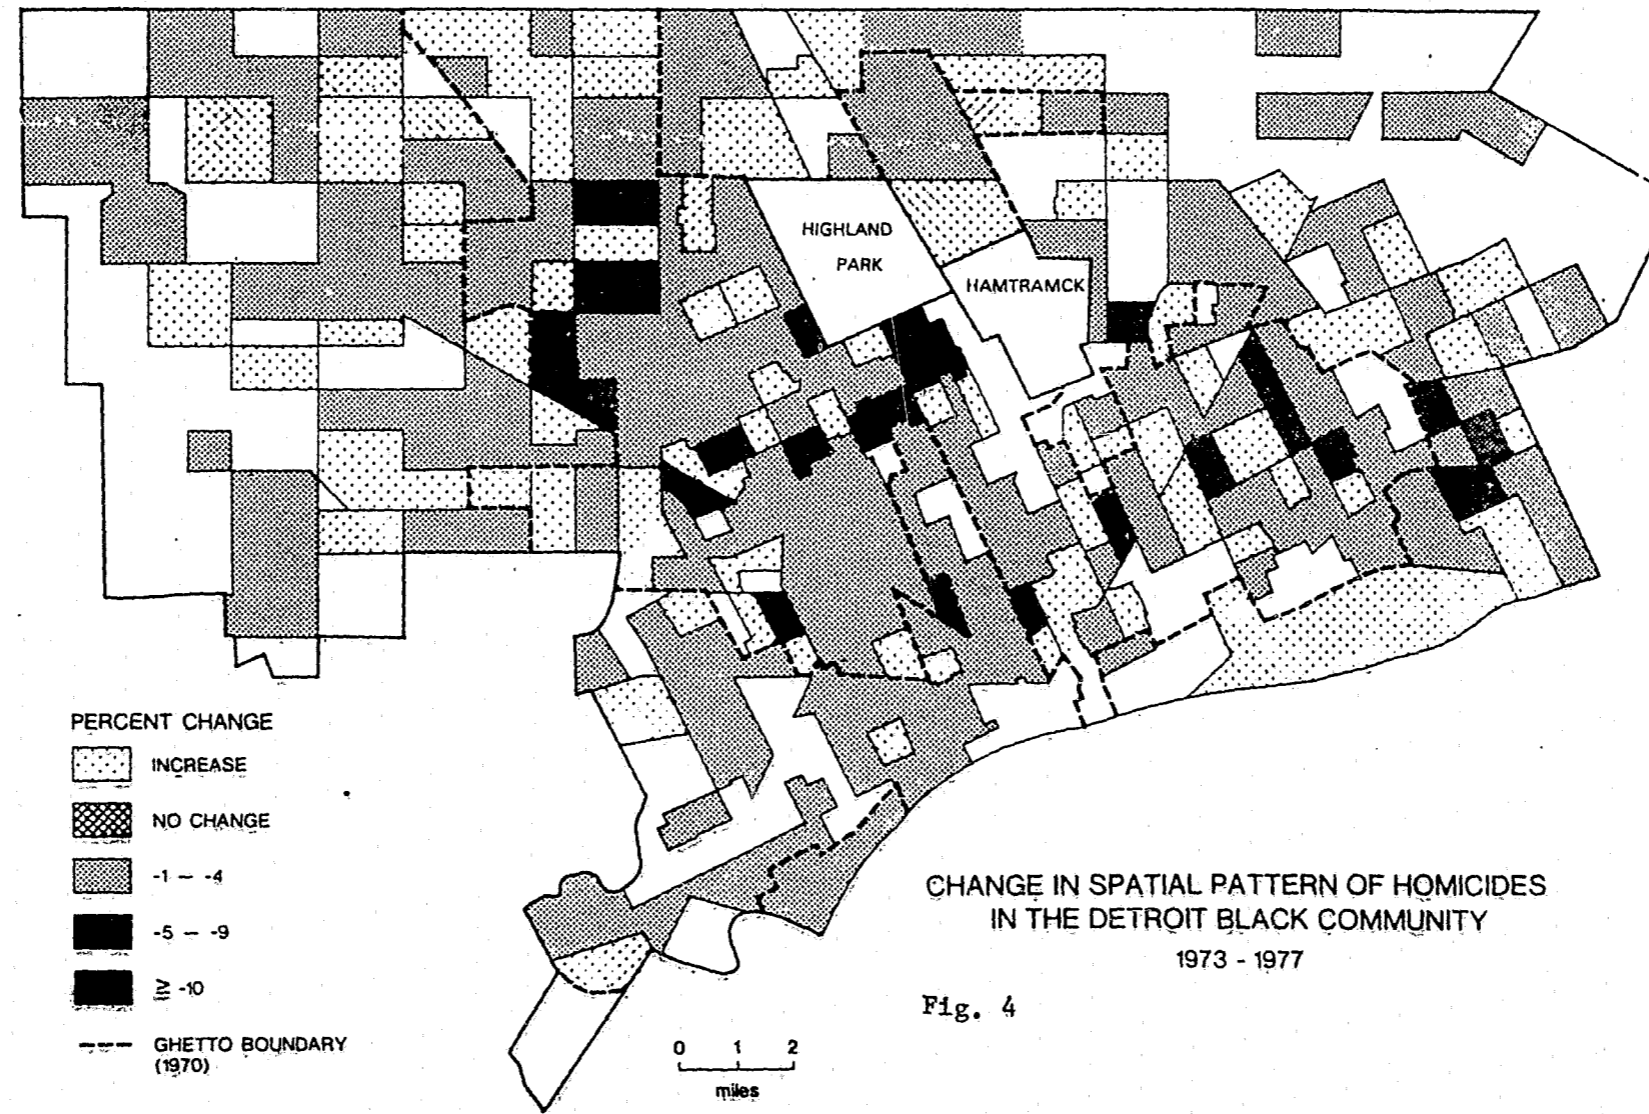 HIGHLAND
PARK
HAMTRAMCK
PERCENT CHANGE
INCREASE
NO CHANGE
-1 — -4
-5 — -9
≧ -10
GHETTO BOUNDARY
(1970)
0 1 2
miles
CHANGE IN SPATIAL PATTERN OF HOMICIDES
IN THE DETROIT BLACK COMMUNITY
1973 - 1977
Fig. 4